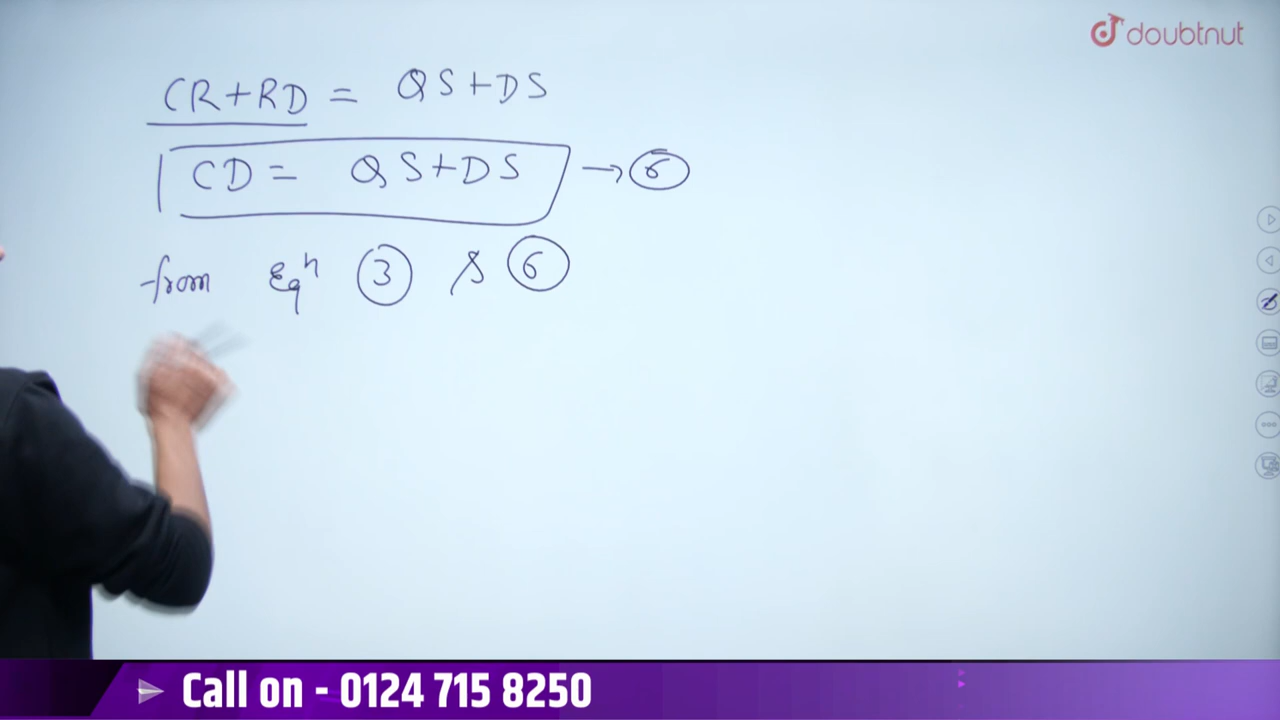 doubtnut
CR+RD = QS+DS
CD = QS+DS → 6
from Eqn 3 & 6
Call on - 0124 715 8250